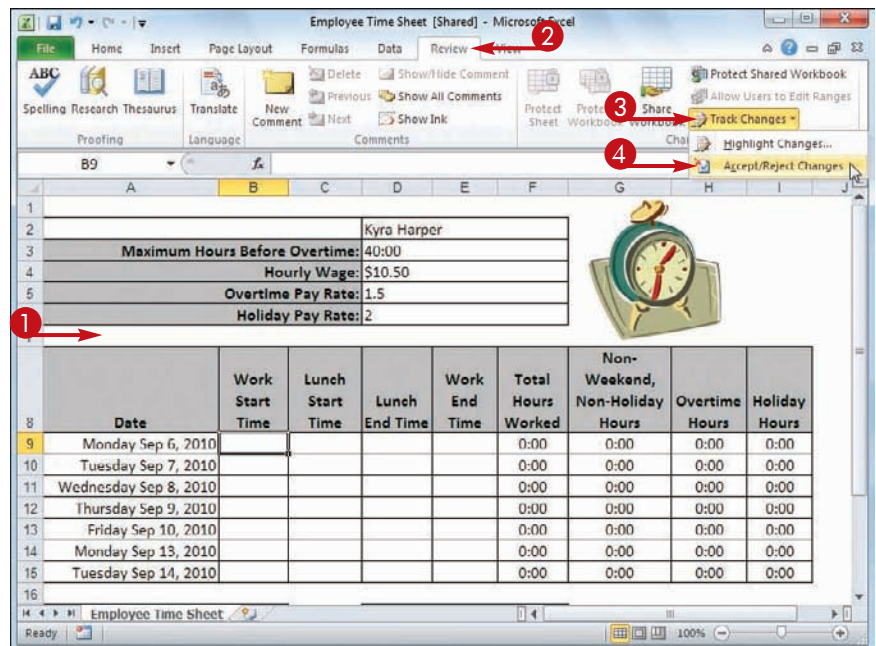 Employee Time Sheet [Shared] - Microsoft Excel
File Home Insert Page Layout Formulas Data Review View
2
ABC
Spelling Research Thesaurus
Proofing
Translate
Language
New Comment
Delete
Previous
Next
Show/Hide Comment
Show All Comments
Show Ink
Comments
Protect Sheet
Protect Workbook
Share Workbook
Protect Shared Workbook
Allow Users to Edit Ranges
3
Track Changes
Highlight Changes...
4
Accept/Reject Changes
B9 fx
A B C D E F G H I J
1
2 Kyra Harper
3 Maximum Hours Before Overtime: 40:00
4 Hourly Wage: $10.50
5 Overtime Pay Rate: 1.5
6 Holiday Pay Rate: 2
1
8 Date Work Start Time Lunch Start Time Lunch End Time Work End Time Total Hours Worked Non-Weekend, Non-Holiday Hours Overtime Hours Holiday Hours
9 Monday Sep 6, 2010 0:00 0:00 0:00 0:00
10 Tuesday Sep 7, 2010 0:00 0:00 0:00 0:00
11 Wednesday Sep 8, 2010 0:00 0:00 0:00 0:00
12 Thursday Sep 9, 2010 0:00 0:00 0:00 0:00
13 Friday Sep 10, 2010 0:00 0:00 0:00 0:00
14 Monday Sep 13, 2010 0:00 0:00 0:00 0:00
15 Tuesday Sep 14, 2010 0:00 0:00 0:00 0:00
16
Employee Time Sheet
Ready 100%